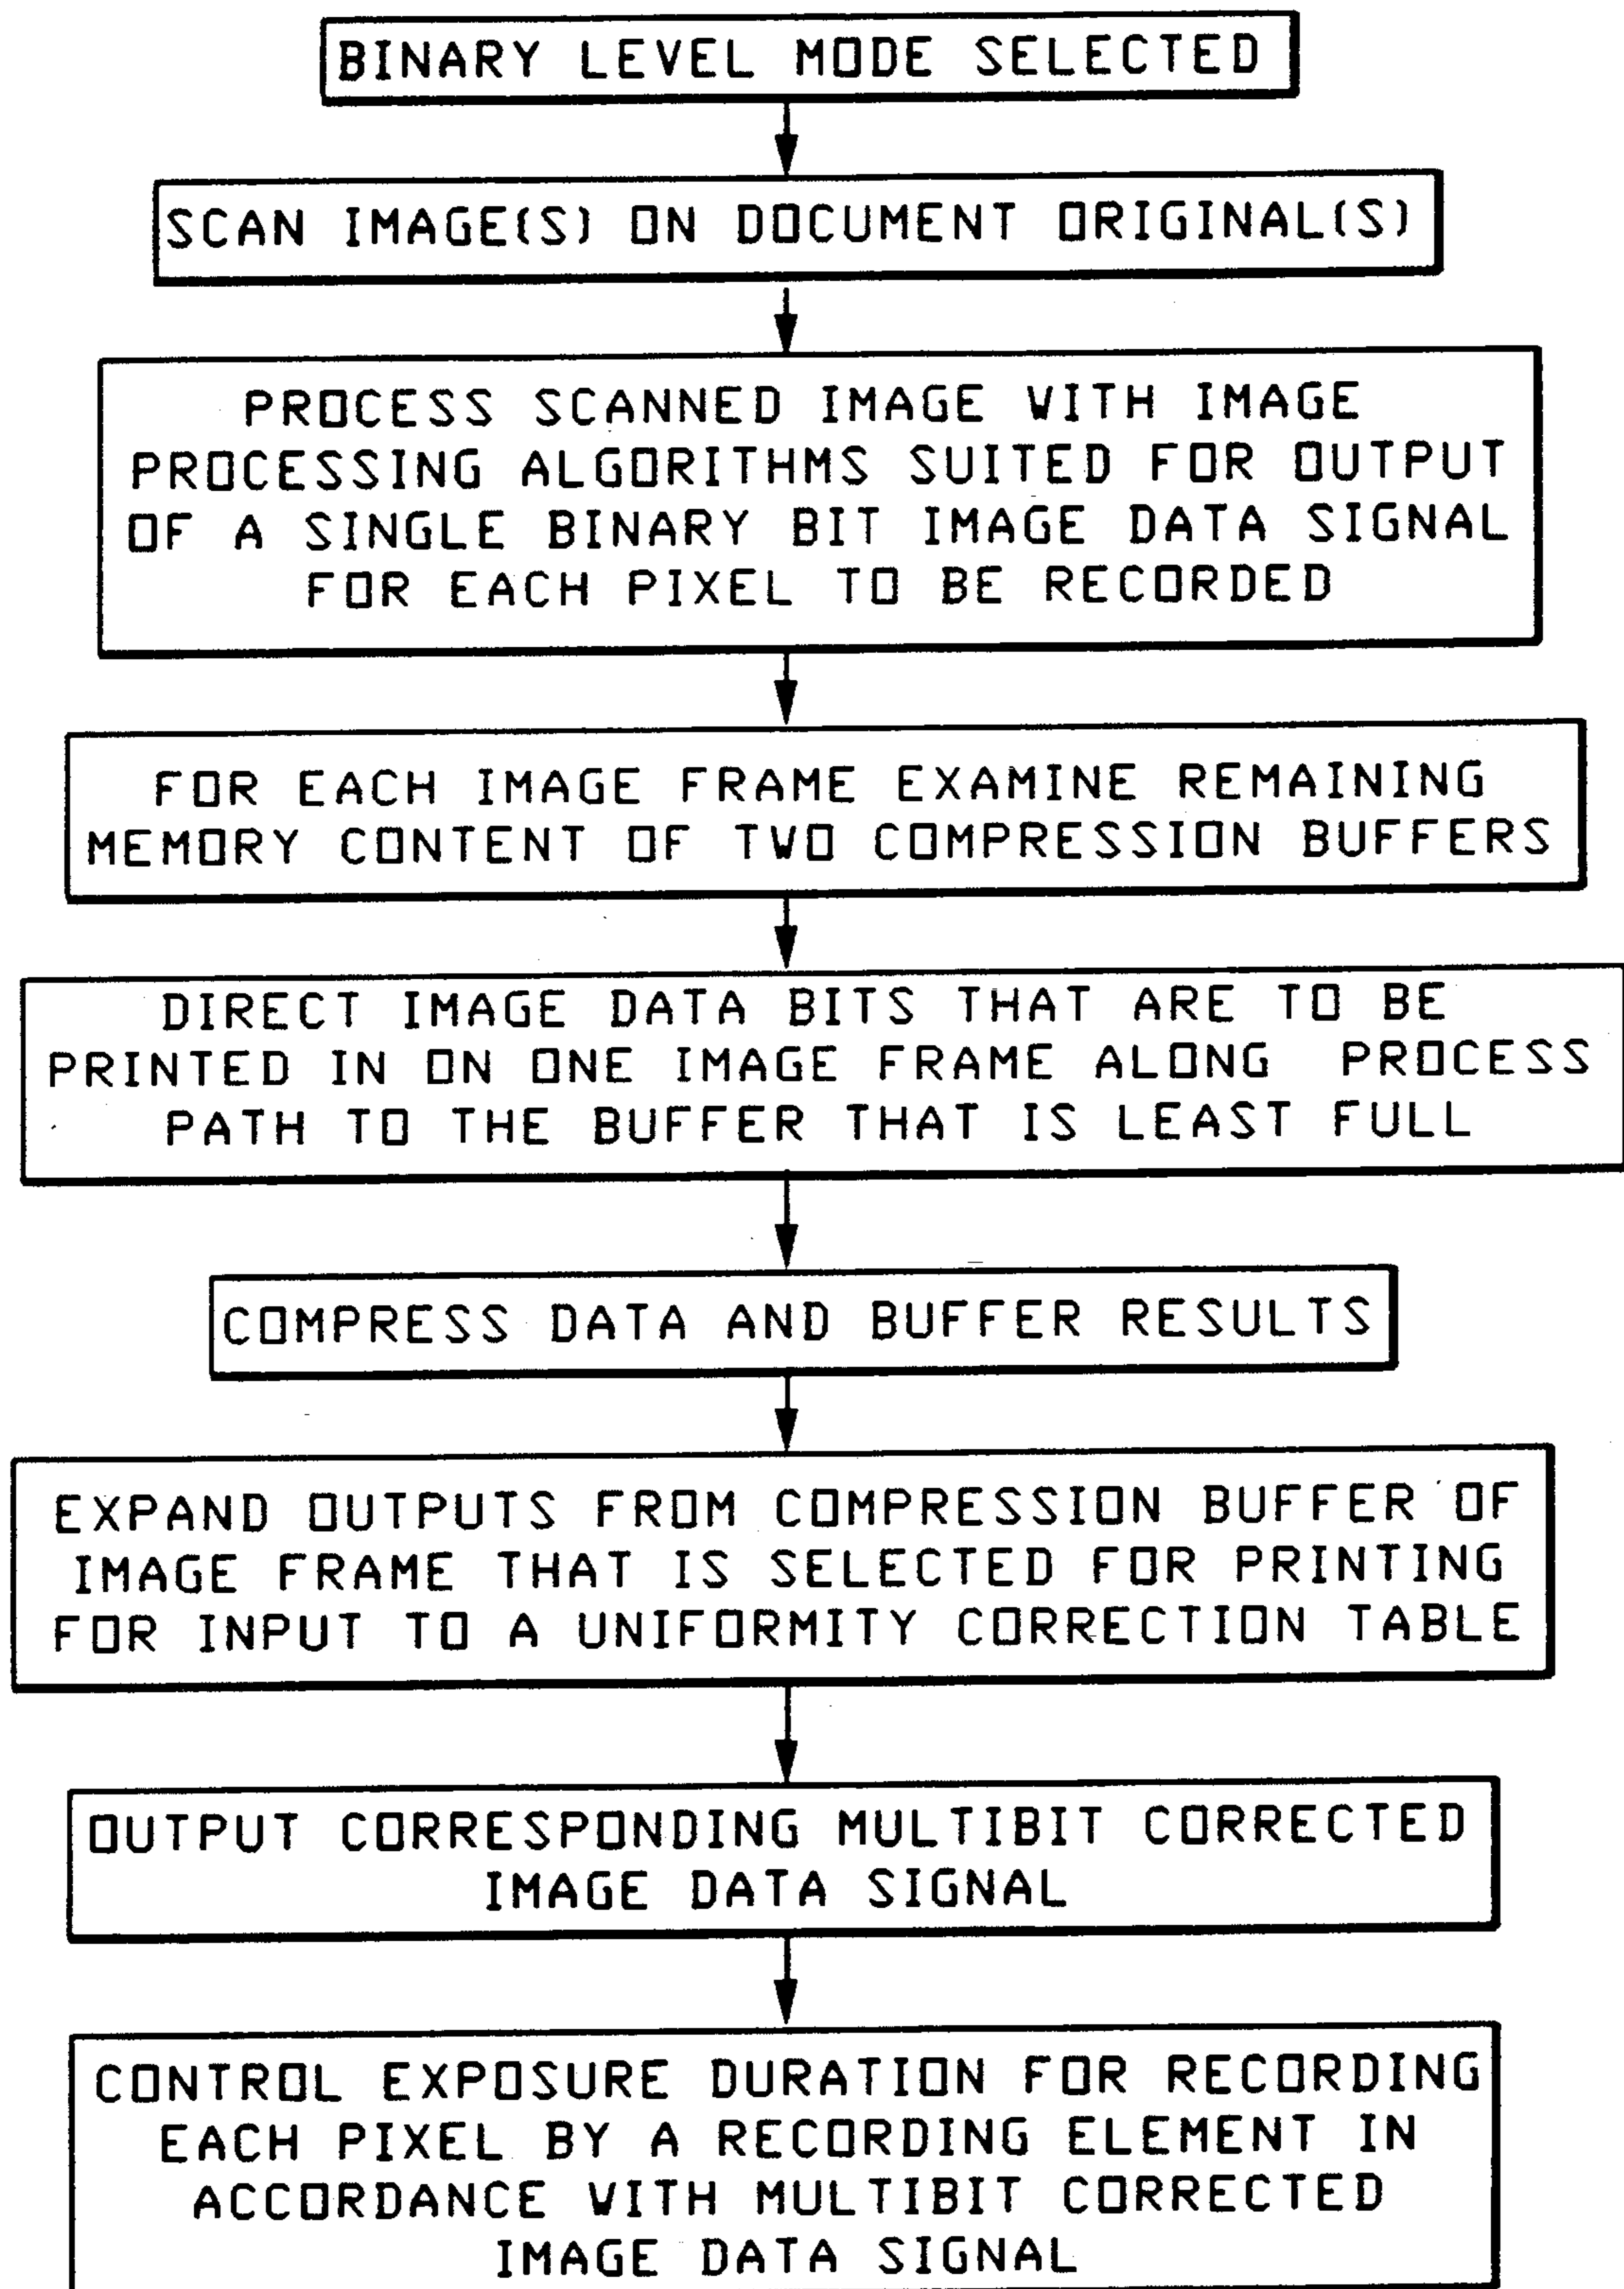 BINARY LEVEL MODE SELECTED
SCAN IMAGE(S) ON DOCUMENT ORIGINAL(S)
PROCESS SCANNED IMAGE WITH IMAGE
PROCESSING ALGORITHMS SUITED FOR OUTPUT
OF A SINGLE BINARY BIT IMAGE DATA SIGNAL
FOR EACH PIXEL TO BE RECORDED
FOR EACH IMAGE FRAME EXAMINE REMAINING
MEMORY CONTENT OF TWO COMPRESSION BUFFERS
DIRECT IMAGE DATA BITS THAT ARE TO BE
PRINTED IN ON ONE IMAGE FRAME ALONG PROCESS
PATH TO THE BUFFER THAT IS LEAST FULL
COMPRESS DATA AND BUFFER RESULTS
EXPAND OUTPUTS FROM COMPRESSION BUFFER OF
IMAGE FRAME THAT IS SELECTED FOR PRINTING
FOR INPUT TO A UNIFORMITY CORRECTION TABLE
OUTPUT CORRESPONDING MULTIBIT CORRECTED
IMAGE DATA SIGNAL
CONTROL EXPOSURE DURATION FOR RECORDING
EACH PIXEL BY A RECORDING ELEMENT IN
ACCORDANCE WITH MULTIBIT CORRECTED
IMAGE DATA SIGNAL